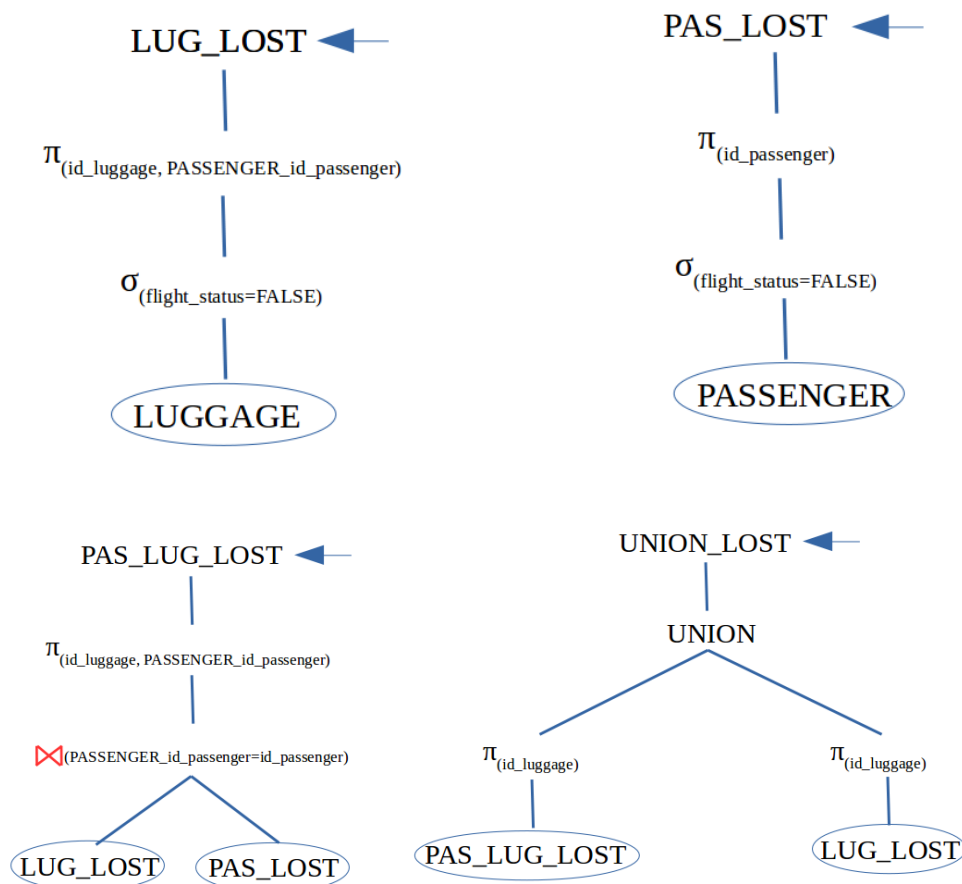 LUG_LOST
π(id_luggage, PASSENGER_id_passenger)
σ(flight_status=FALSE)
LUGGAGE
PAS_LOST
π(id_passenger)
σ(flight_status=FALSE)
PASSENGER
PAS_LUG_LOST
π(id_luggage, PASSENGER_id_passenger)
⋈(PASSENGER_id_passenger=id_passenger)
LUG_LOST
PAS_LOST
UNION_LOST
UNION
π(id_luggage)
π(id_luggage)
PAS_LUG_LOST
LUG_LOST